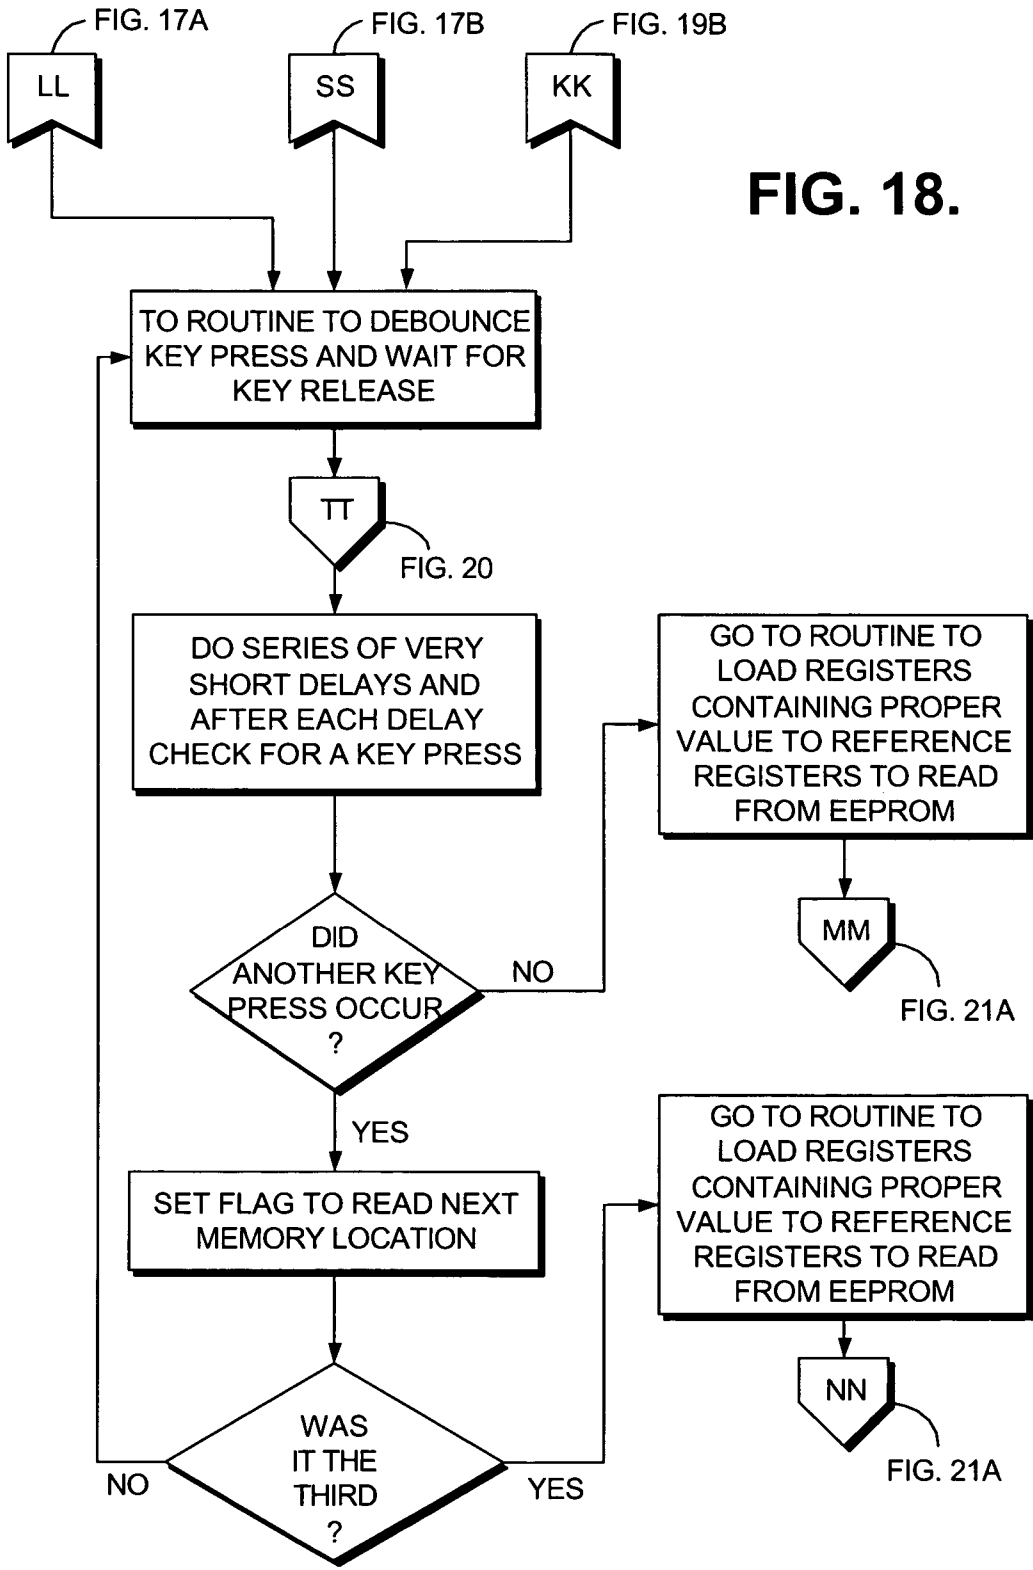 FIG. 17A
FIG. 17B
FIG. 19B
LL
SS
KK
FIG. 18.
TO ROUTINE TO DEBOUNCE
KEY PRESS AND WAIT FOR
KEY RELEASE
TT
FIG. 20
DO SERIES OF VERY
SHORT DELAYS AND
AFTER EACH DELAY
CHECK FOR A KEY PRESS
GO TO ROUTINE TO
LOAD REGISTERS
CONTAINING PROPER
VALUE TO REFERENCE
REGISTERS TO READ
FROM EEPROM
MM
FIG. 21A
DID
ANOTHER KEY
PRESS OCCUR
?
NO
YES
SET FLAG TO READ NEXT
MEMORY LOCATION
GO TO ROUTINE TO
LOAD REGISTERS
CONTAINING PROPER
VALUE TO REFERENCE
REGISTERS TO READ
FROM EEPROM
NN
FIG. 21A
WAS
IT THE
THIRD
?
NO
YES